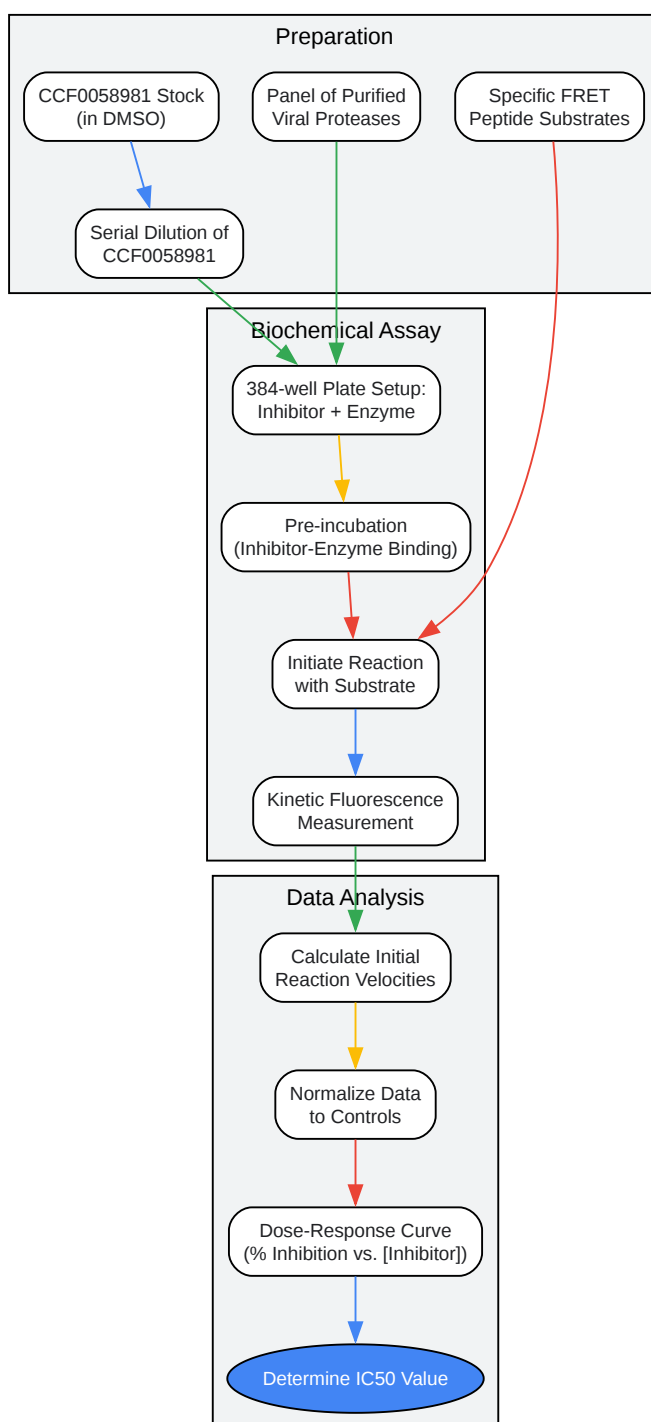 Preparation
CCF0058981 Stock
(in DMSO)
Panel of Purified
Viral Proteases
Specific FRET
Peptide Substrates
Serial Dilution of
CCF0058981
Biochemical Assay
384-well Plate Setup:
Inhibitor + Enzyme
Pre-incubation
(Inhibitor-Enzyme Binding)
Initiate Reaction
with Substrate
Kinetic Fluorescence
Measurement
Data Analysis
Calculate Initial
Reaction Velocities
Normalize Data
to Controls
Dose-Response Curve
(% Inhibition vs. [Inhibitor])
Determine IC50 Value